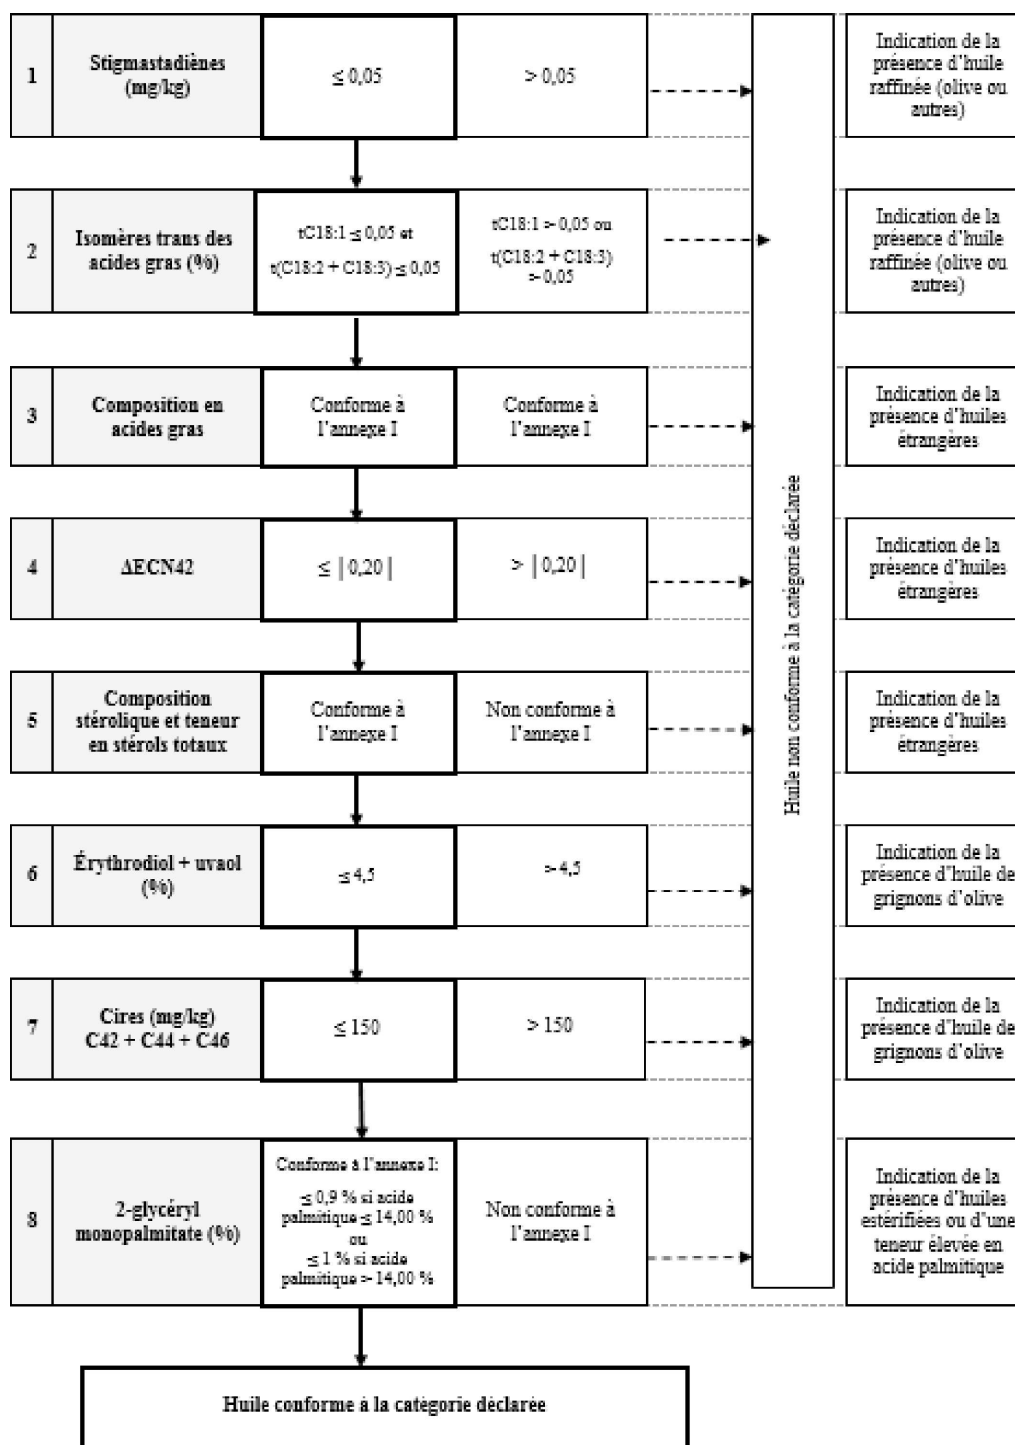 1
Stigmastadiènes
(mg/kg)
≤ 0,05
> 0,05
Indication de la
présence d'huile
raffinée (olive ou
autres)
2
Isomères trans des
acides gras (%)
tC18:1 ≤ 0,05 et
t(C18:2 + C18:3) ≤ 0,05
tC18:1 > 0,05 ou
t(C18:2 + C18:3)
> 0,05
Indication de la
présence d'huile
raffinée (olive ou
autres)
3
Composition en
acides gras
Conforme à
l'annexe I
Conforme à
l'annexe I
Indication de la
présence d'huiles
étrangères
4
ΔECN42
≤ | 0,20 |
> | 0,20 |
Indication de la
présence d'huiles
étrangères
5
Composition
stérolique et teneur
en stérols totaux
Conforme à
l'annexe I
Non conforme à
l'annexe I
Indication de la
présence d'huiles
étrangères
6
Érythrodiol + uvaol
(%)
≤ 4,5
> 4,5
Indication de la
présence d'huile de
grignons d'olive
7
Cires (mg/kg)
C42 + C44 + C46
≤ 150
> 150
Indication de la
présence d'huile de
grignons d'olive
8
2-glycéryl
monopalmitate (%)
Conforme à l'annexe I:
≤ 0,9 % si acide
palmitique ≤ 14,00 %
ou
≤ 1 % si acide
palmitique > 14,00 %
Non conforme à
l'annexe I
Indication de la
présence d'huiles
estérifiées ou d'une
teneur élevée en
acide palmitique
Huile non conforme à la catégorie déclarée
Huile conforme à la catégorie déclarée